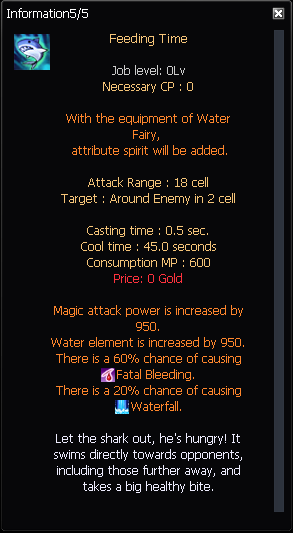 Information5/5
Feeding Time
Job level: 0Lv
Necessary CP : 0
With the equipment of Water
Fairy,
attribute spirit will be added.
Attack Range : 18 cell
Target : Around Enemy in 2 cell
Casting time : 0.5 sec.
Cool time : 45.0 seconds
Consumption MP : 600
Price: 0 Gold
Magic attack power is increased by
950.
Water element is increased by 950.
There is a 60% chance of causing
Fatal Bleeding.
There is a 20% chance of causing
Waterfall.
Let the shark out, he's hungry! It
swims directly towards opponents,
including those further away, and
takes a big healthy bite.